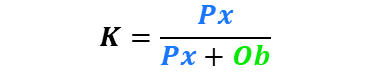 K = Px / Px + Ob